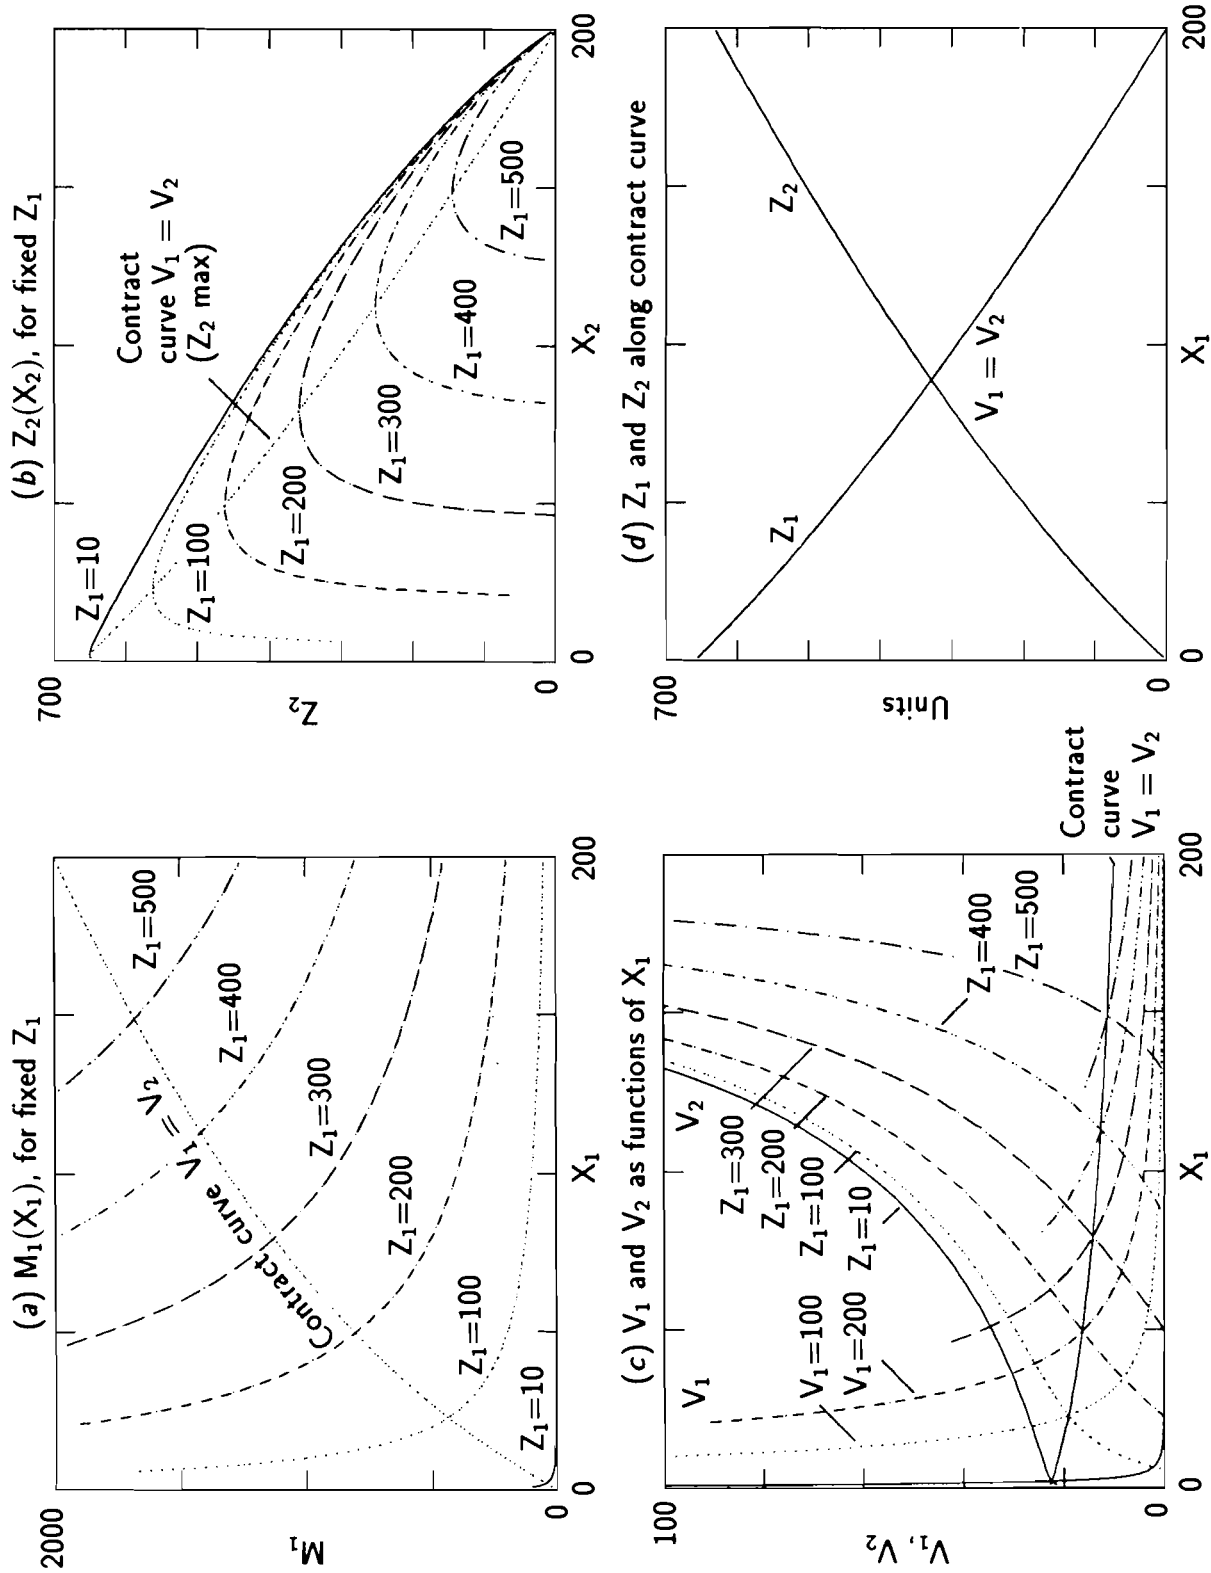 (a) M₁(X₁), for fixed Z₁
2000
M₁
0
0
X₁
200
Contract curve V₁ = V₂
Z₁=10
Z₁=100
Z₁=200
Z₁=300
Z₁=400
Z₁=500
(b) Z₂(X₂), for fixed Z₁
700
Z₂
0
0
X₂
200
Z₁=10
Z₁=100
Z₁=200
Z₁=300
Z₁=400
Z₁=500
Contract
curve V₁ = V₂
(Z₂ max)
(c) V₁ and V₂ as functions of X₁
100
V₁, V₂
0
0
X₁
200
V₁
V₁=100
V₁=200
V₂
Z₁=300
Z₁=200
Z₁=100
Z₁=10
Z₁=400
Z₁=500
Contract
curve
V₁ = V₂
(d) Z₁ and Z₂ along contract curve
700
Units
0
0
X₁
200
Z₁
Z₂
V₁ = V₂